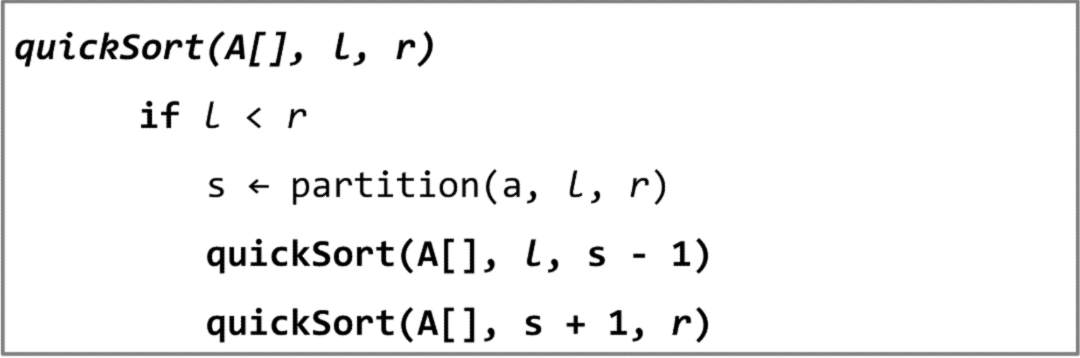 quickSort(A[], l, r)
if l < r
s ← partition(a, l, r)
quickSort(A[], l, s - 1)
quickSort(A[], s + 1, r)